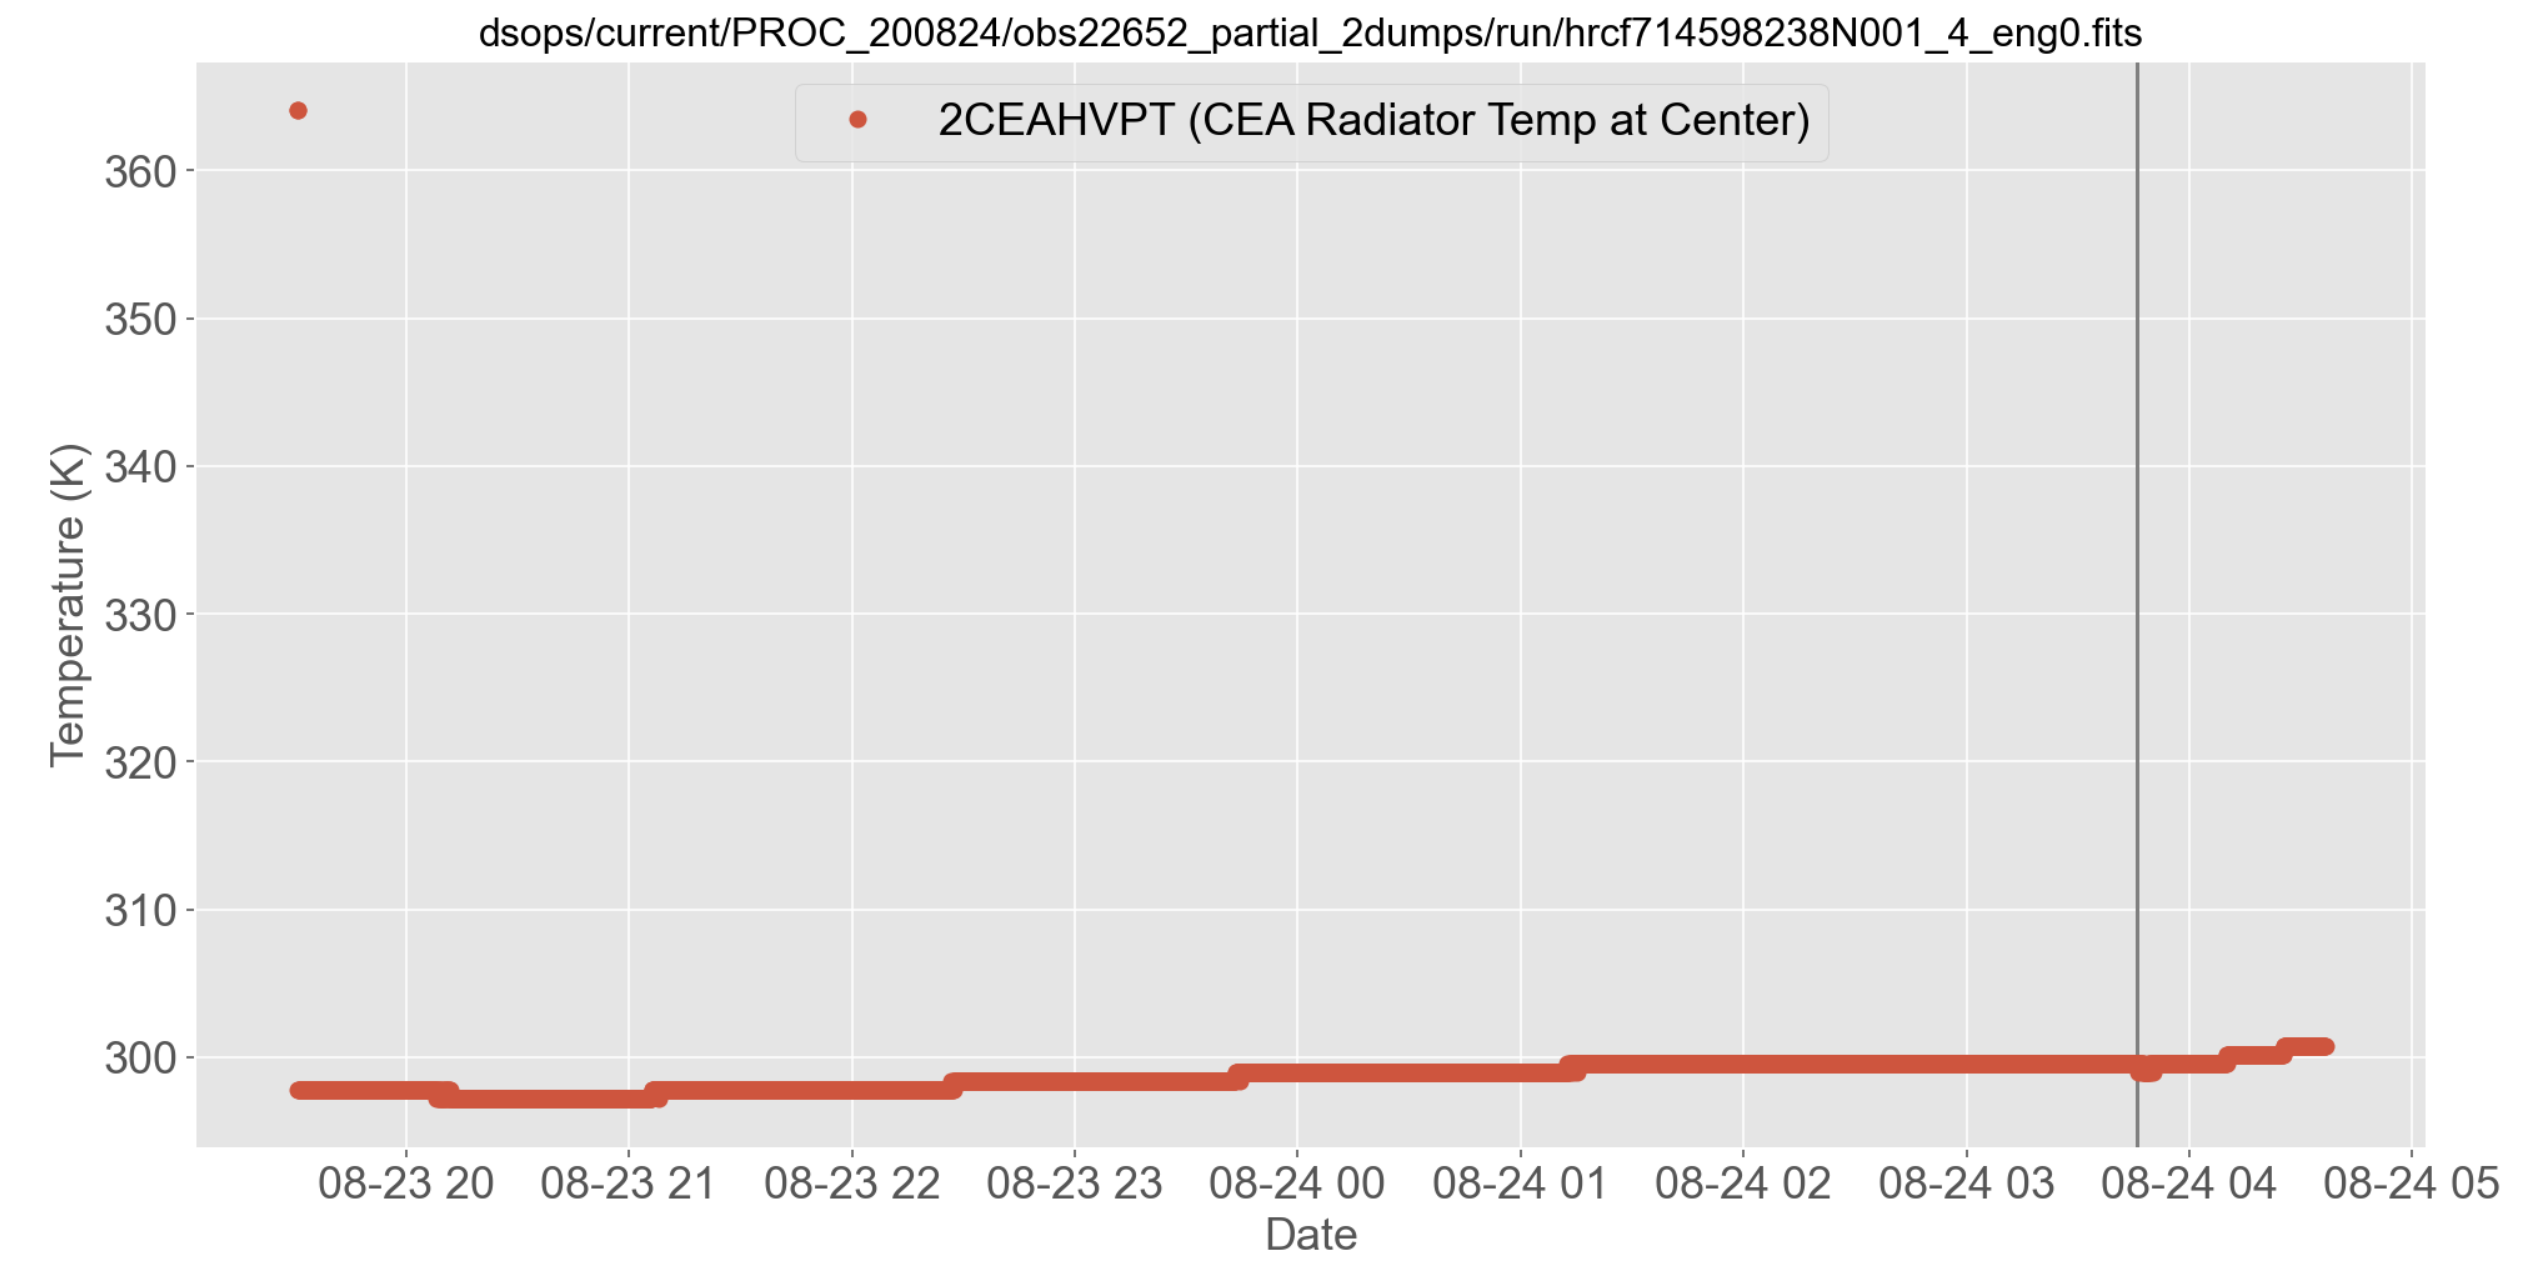 dsops/current/PROC_200824/obs22652_partial_2dumps/run/hrcf714598238N001_4_eng0.fits
2CEAHVPT (CEA Radiator Temp at Center)
Temperature (K)
360
350
340
330
320
310
300
08-23 20 08-23 21 08-23 22 08-23 23 08-24 00 08-24 01 08-24 02 08-24 03 08-24 04 08-24 05
Date